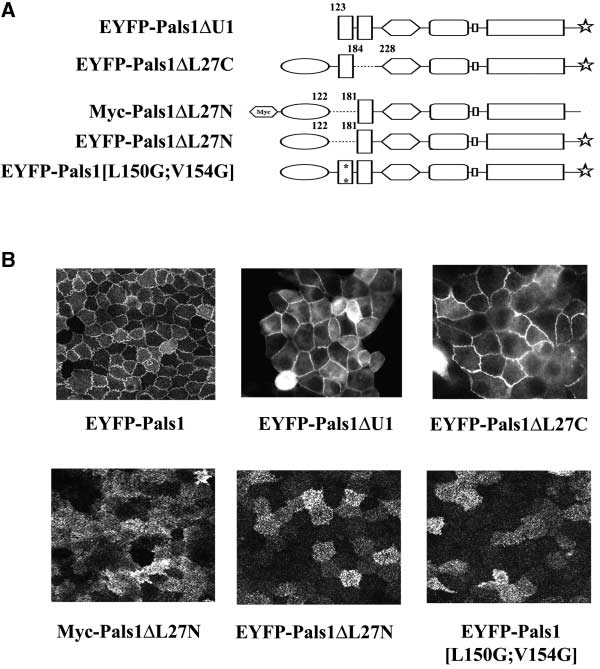 A
123
EYFP-Pals1ΔU1
184 228
EYFP-Pals1ΔL27C
122 181
Myc
Myc-Pals1ΔL27N
122 181
EYFP-Pals1ΔL27N
EYFP-Pals1[L150G;V154G]
*
*
B
EYFP-Pals1 EYFP-Pals1ΔU1 EYFP-Pals1ΔL27C
Myc-Pals1ΔL27N EYFP-Pals1ΔL27N EYFP-Pals1
[L150G;V154G]